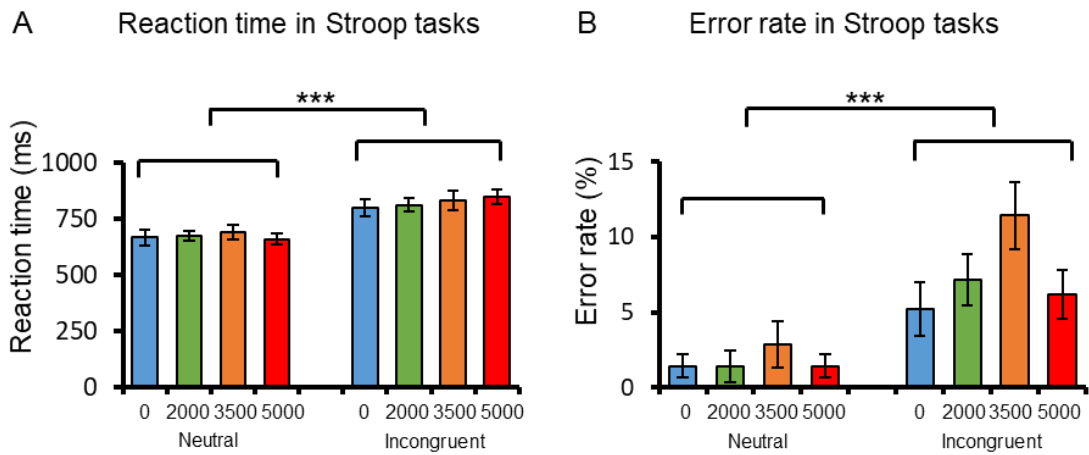 A Reaction time in Stroop tasks
***
Reaction time (ms)
1000
750
500
250
0
0 2000 3500 5000 0 2000 3500 5000
Neutral Incongruent
B Error rate in Stroop tasks
***
Error rate (%)
15
10
5
0
0 2000 3500 5000 0 2000 3500 5000
Neutral Incongruent